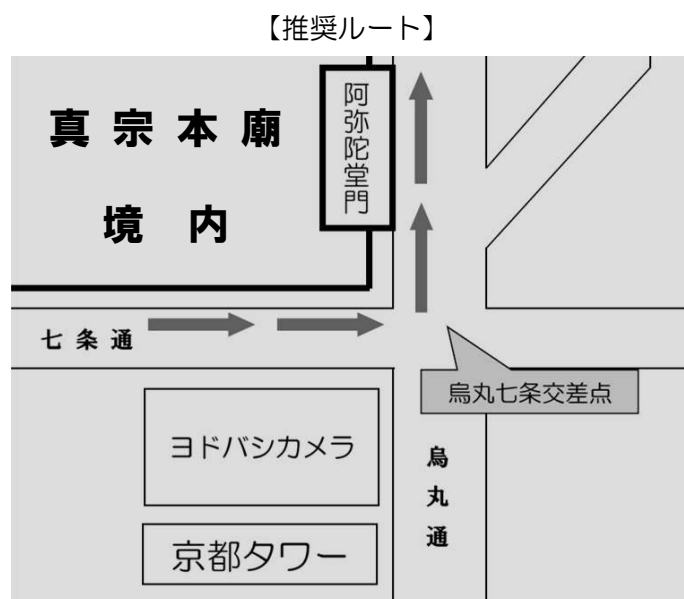 【推奨ルート】
真宗本廟
境内
阿弥陀堂門
七条通
烏丸七条交差点
ヨドバシカメラ
烏丸通
京都タワー